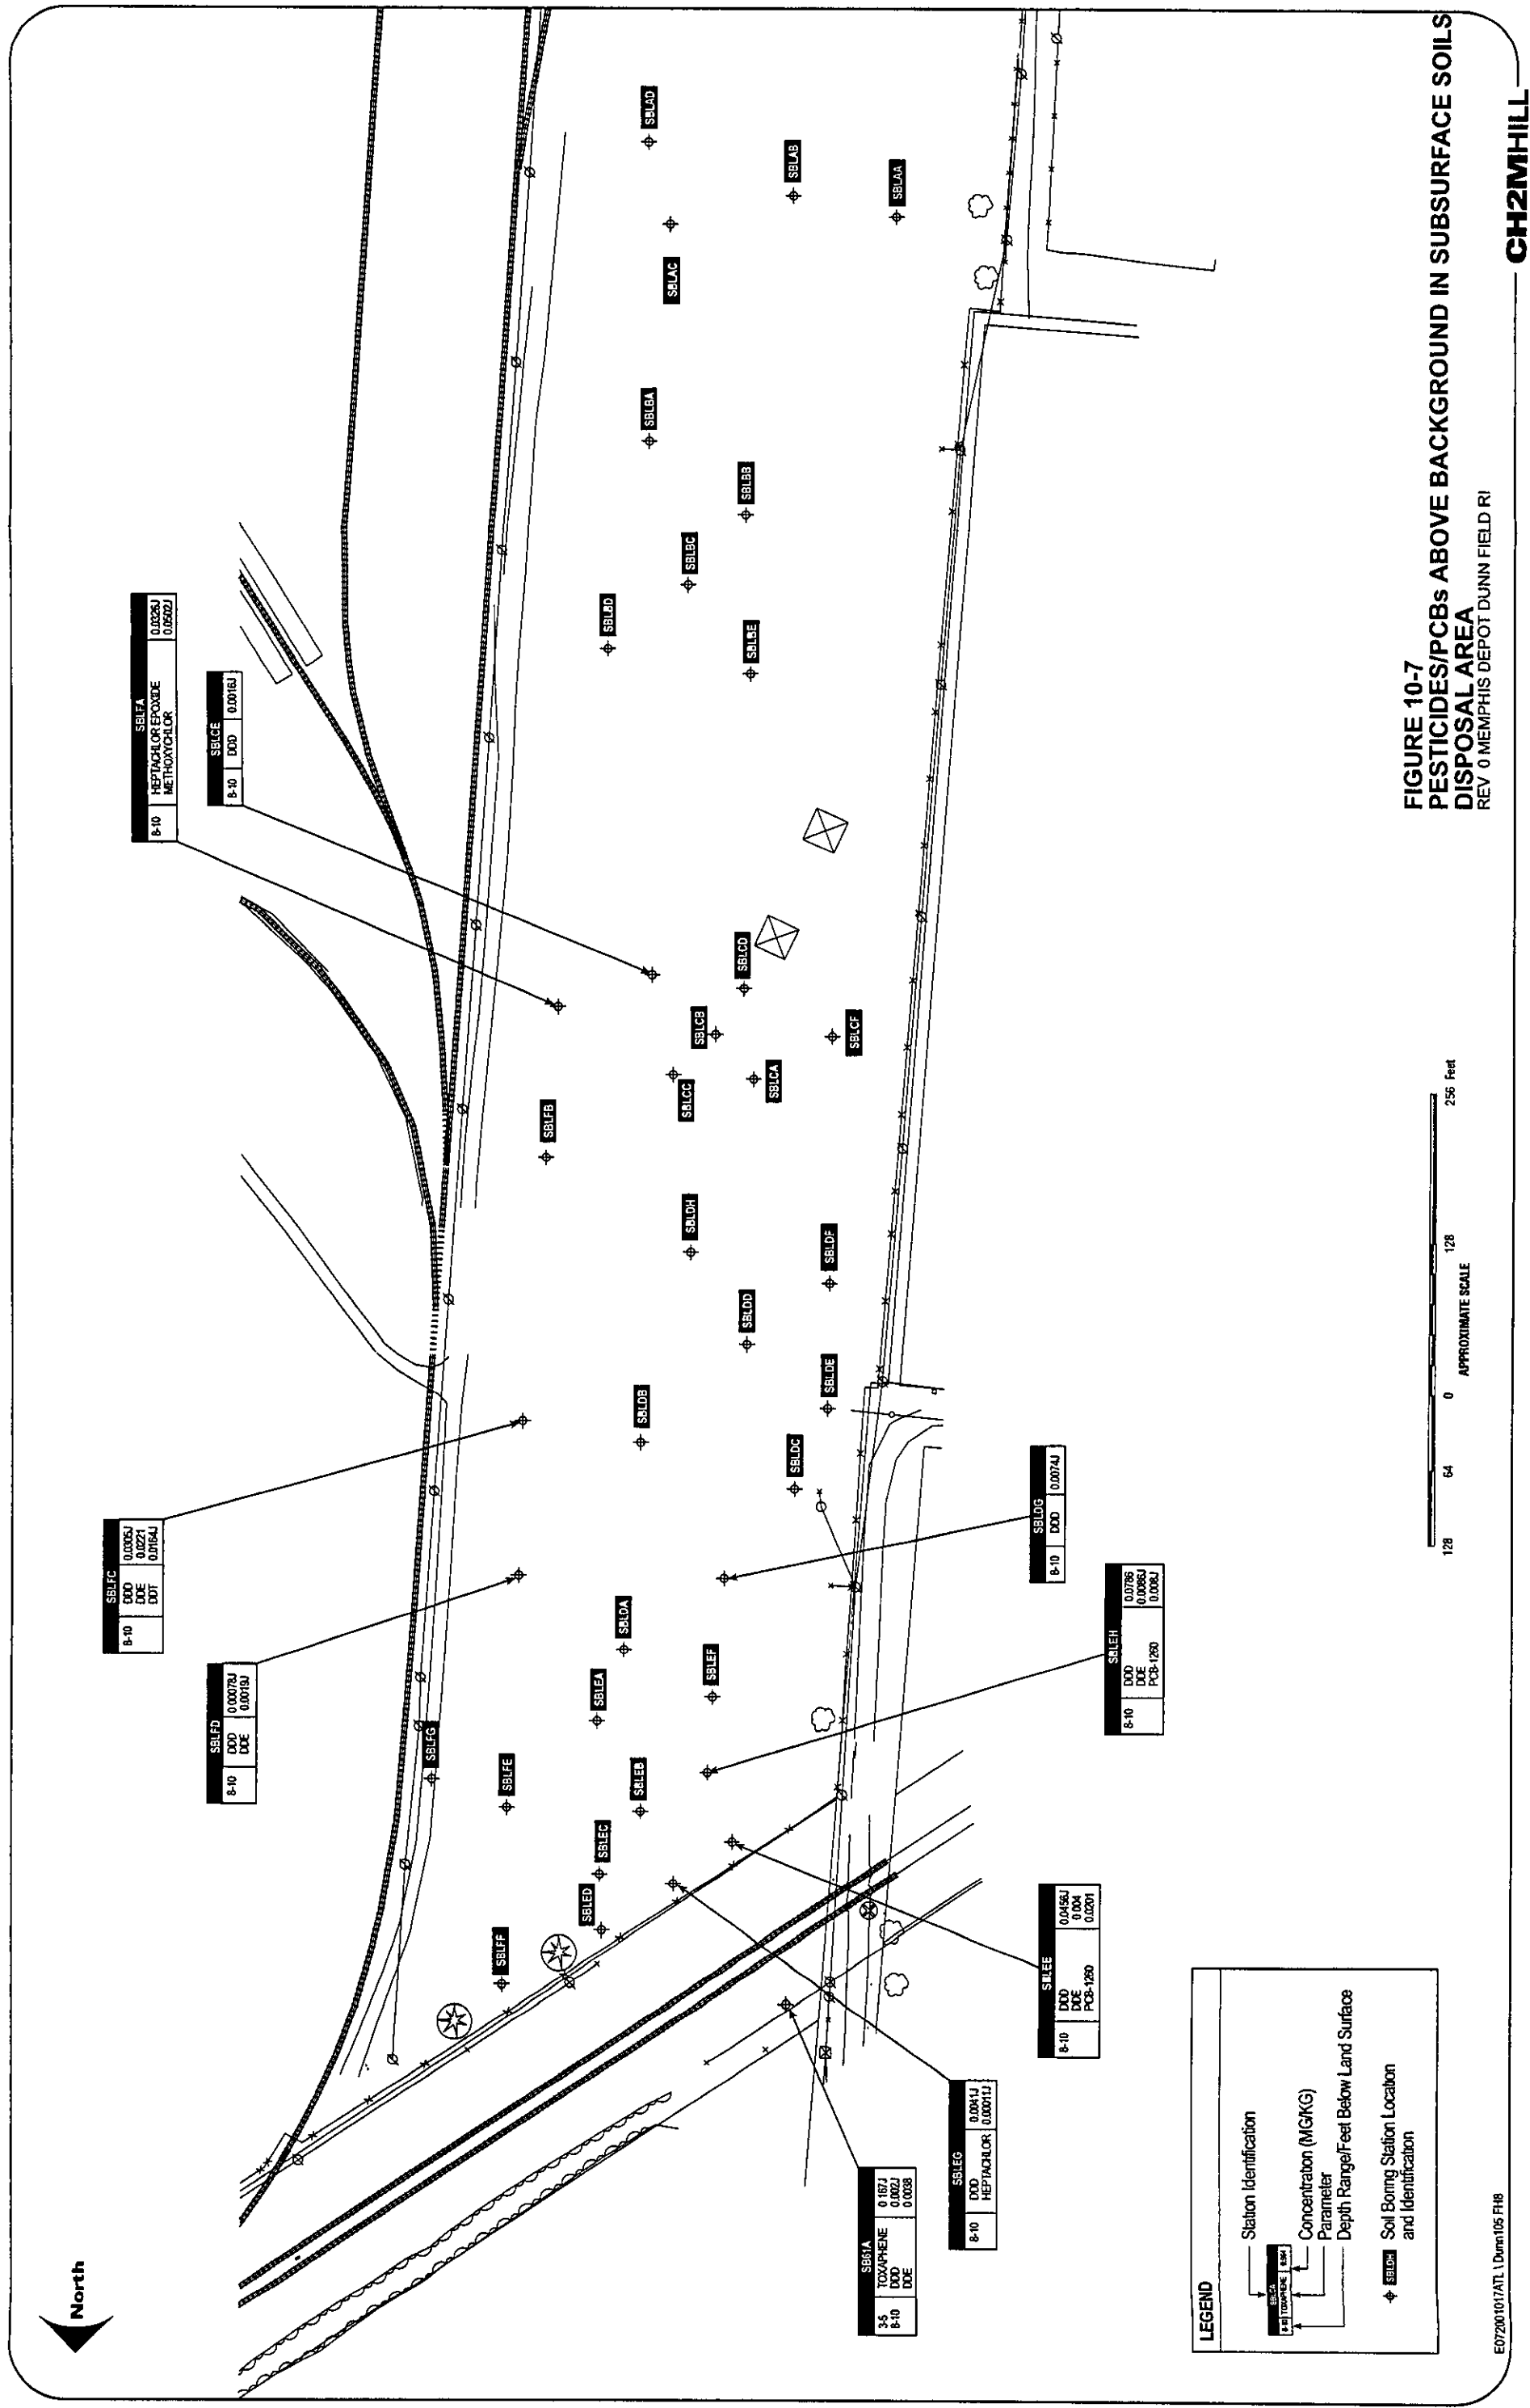 North
SBLFA
8-10 HEPTACHLOR EPOXIDE 0.0326J
METHOXYCHLOR 0.0502J
SBLCE
8-10 DDD 0.0016J
SBLFC
8-10 DDD 0.0305J
DDE 0.0221
DDT 0.0164J
SBLFD
8-10 DDD 0.00078J
DDE 0.0019J
SBLFG
SBLFE
SBLFF
SBLFB
SBLAD
SBLAB
SBLAC
SBLAA
SBLBA
SBLBB
SBLBC
SBLBD
SBLBE
SBLCD
SBLCB
SBLCC
SBLCA
SBLCF
SBLDH
SBLDF
SBLDD
SBLDE
SBLDB
SBLDC
SBLDA
SBLEA
SBLEF
SBLEB
SBLEC
SBLED
SBLDG
8-10 DDD 0.0074J
SBLEH
8-10 DDD 0.0786
DDE 0.0086J
PCB-1260 0.008J
SBLEE
8-10 DDD 0.0456J
DDE 0.004
PCB-1260 0.0201
SBLEG
8-10 DDD 0.0041J
HEPTACHLOR 0.00011J
SB61A
3-5 TOXAPHENE 0.167J
8-10 DDD 0.002J
DDE 0.0038
LEGEND
Station Identification
Concentration (MG/KG)
Parameter
Depth Range/Feet Below Land Surface
SBLDH Soil Boring Station Location
and Identification
128 64 0 128 256 Feet
APPROXIMATE SCALE
FIGURE 10-7
PESTICIDES/PCBs ABOVE BACKGROUND IN SUBSURFACE SOILS
DISPOSAL AREA
REV 0 MEMPHIS DEPOT DUNN FIELD RI
E072001017ATL \ Dunn105 FH8
CH2MHILL